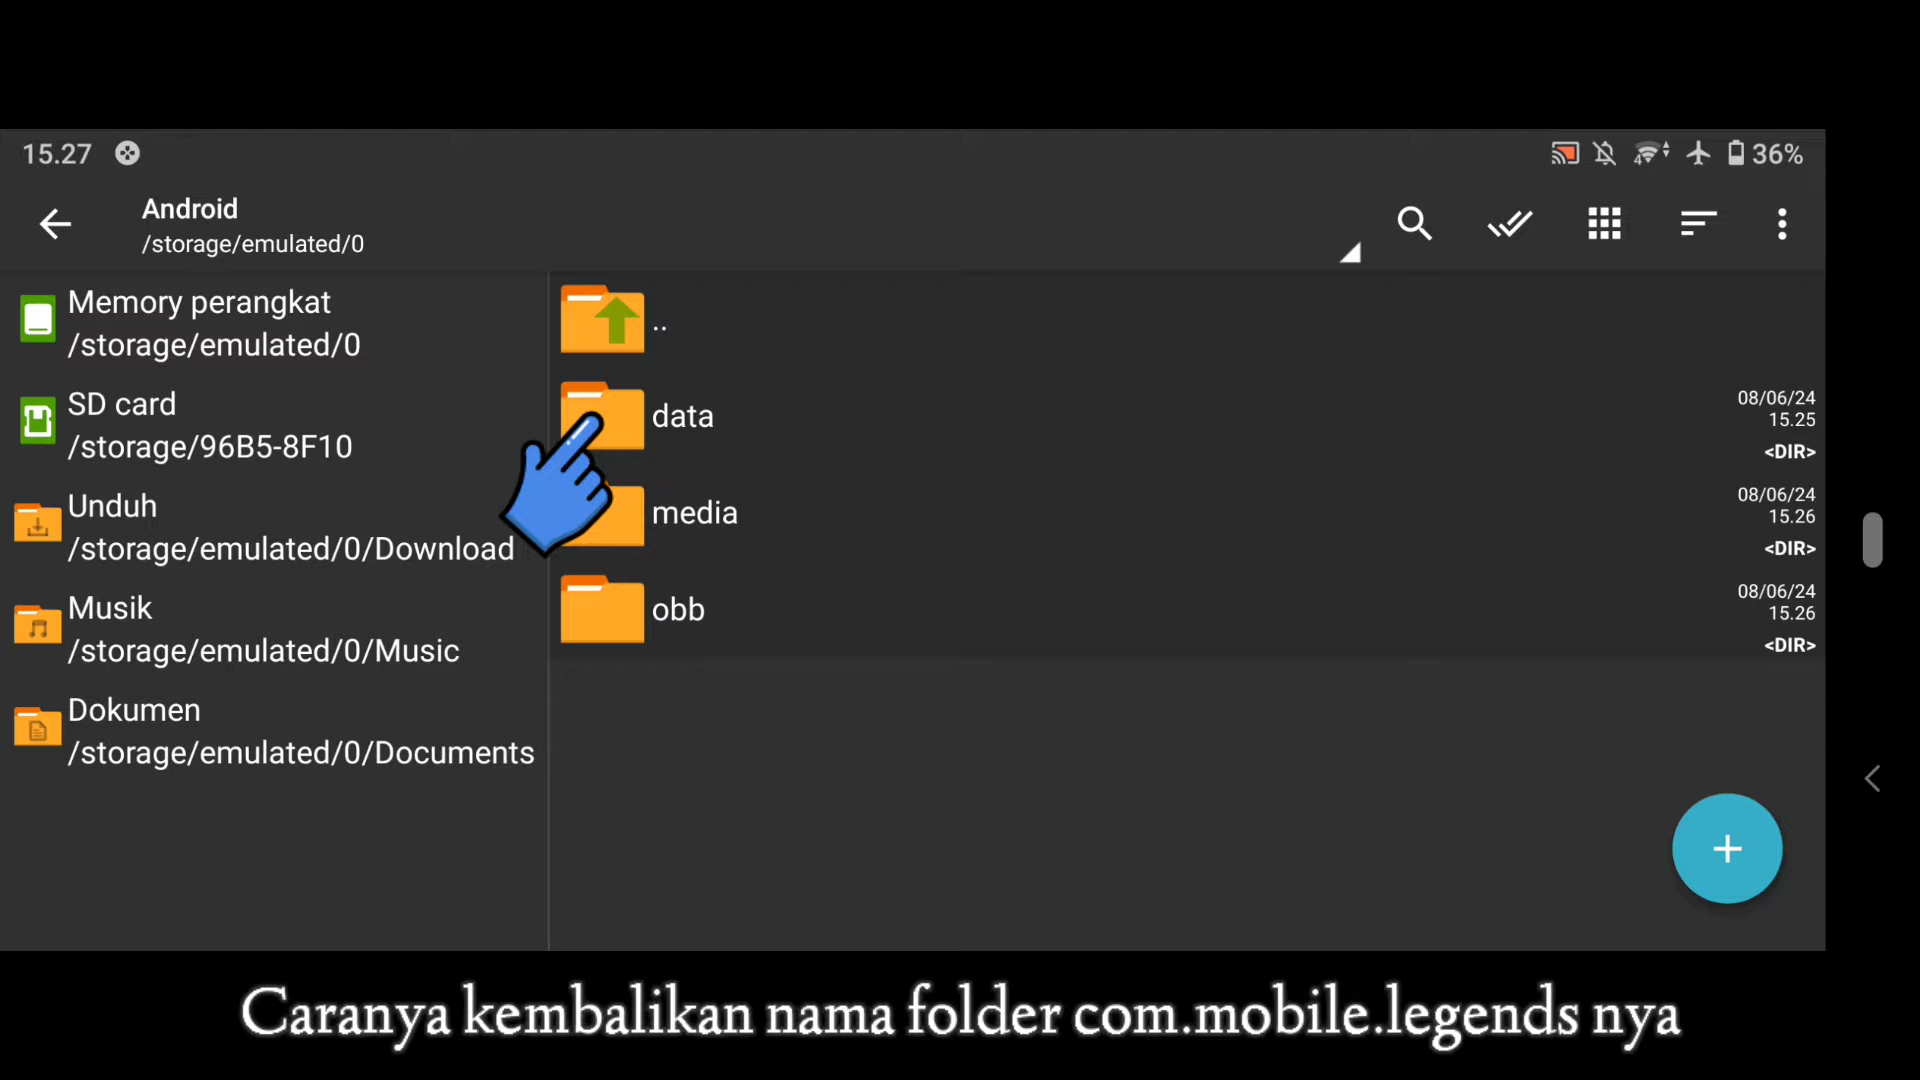 15.27
4
36%
Android
/storage/emulated/0
Memory perangkat
/storage/emulated/0
SD card
/storage/96B5-8F10
Unduh
/storage/emulated/0/Download
Musik
/storage/emulated/0/Music
Dokumen
/storage/emulated/0/Documents
..
data
08/06/24
15.25
<DIR>
media
08/06/24
15.26
<DIR>
obb
08/06/24
15.26
<DIR>
Caranya kembalikan nama folder com.mobile.legends nya